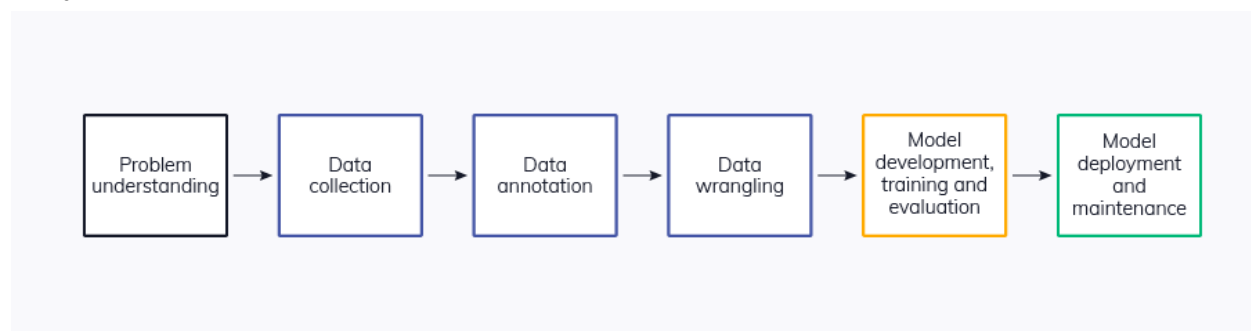 Problem
understanding
Data
collection
Data
annotation
Data
wrangling
Model
development,
training and
evaluation
Model
deployment
and
maintenance